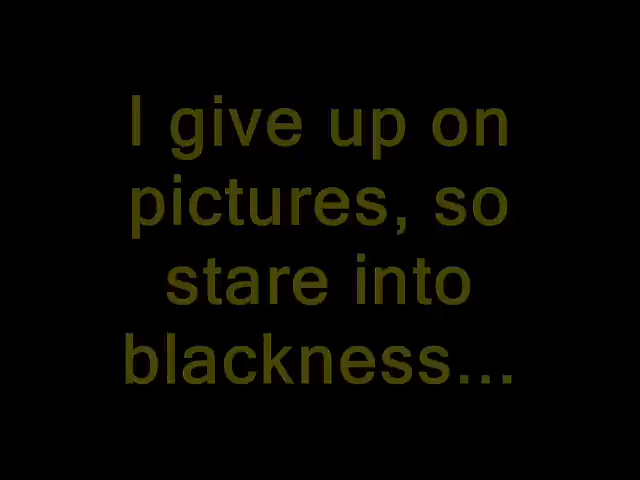 I give up on
pictures, so
stare into
blackness...